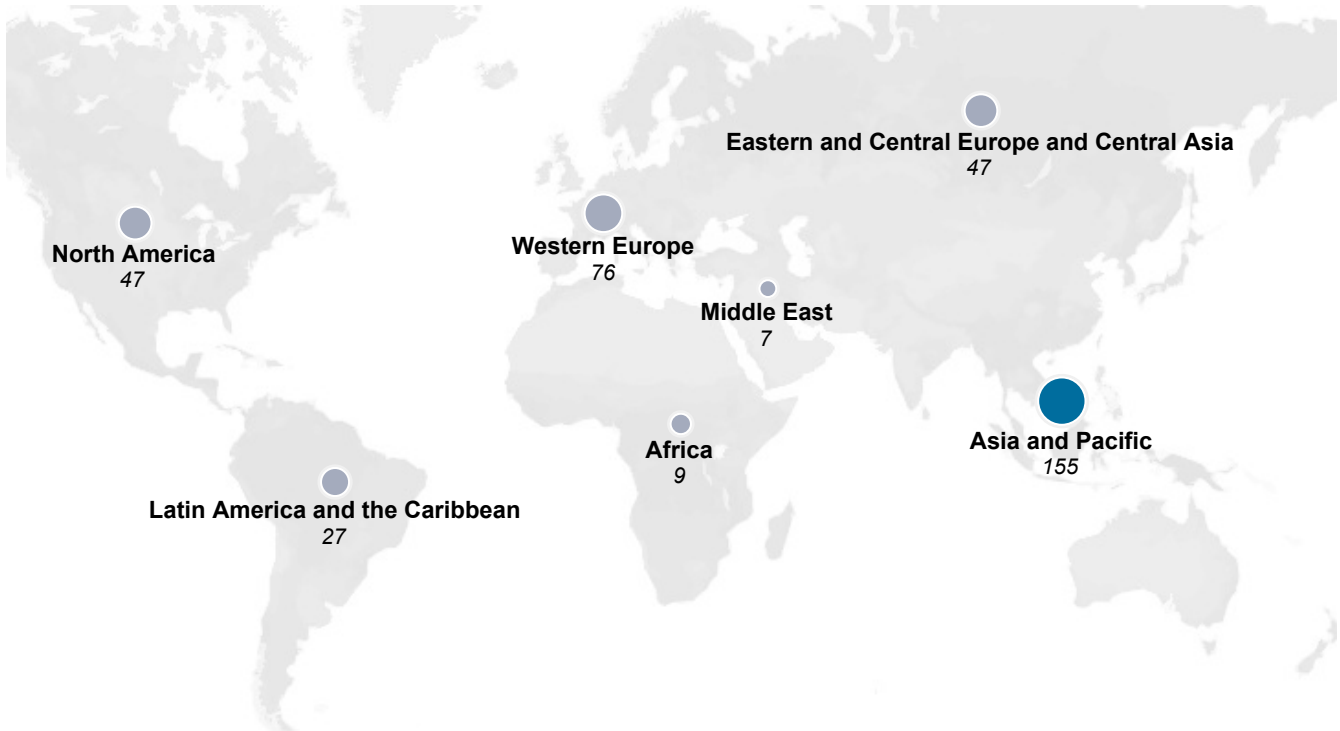 Eastern and Central Europe and Central Asia
47
North America
47
Western Europe
76
Middle East
7
Africa
9
Asia and Pacific
155
Latin America and the Caribbean
27